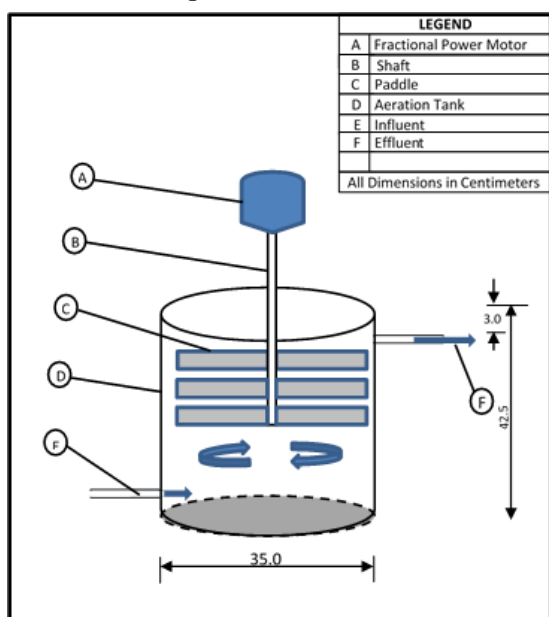 LEGEND
A Fractional Power Motor
B Shaft
C Paddle
D Aeration Tank
E Influent
F Effluent
All Dimensions in Centimeters
A
B
C
3.0
D
F
42.5
35.0